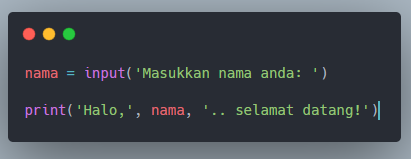 nama = input('Masukkan nama anda: ')
print('Halo,', nama, '.. selamat datang!')